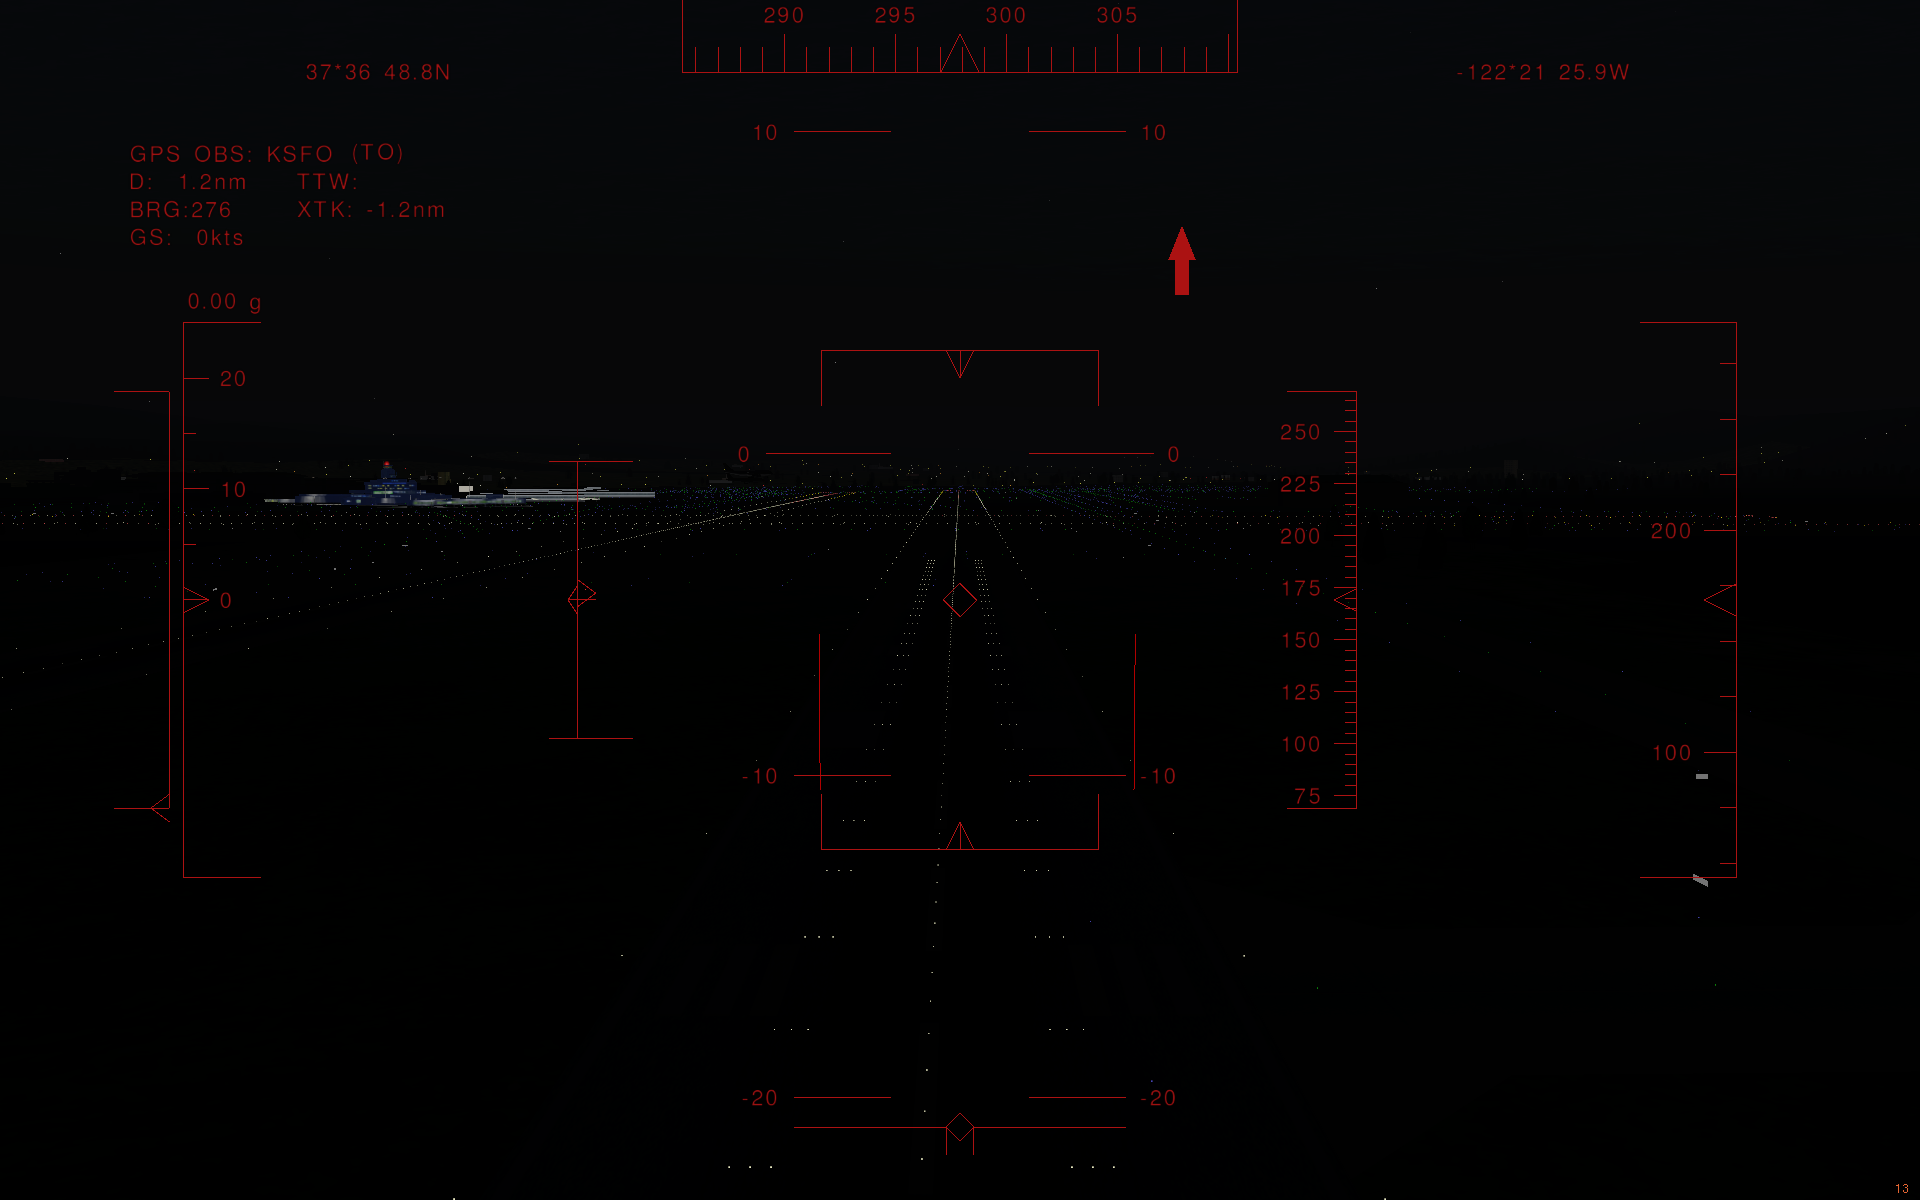 290 295 300 305
37*36 48.8N
-122*21 25.9W
10 10
GPS OBS: KSFO (TO)
D: 1.2nm TTW:
BRG:276 XTK: -1.2nm
GS: 0kts
0.00 g
20
250
0 0
10
225
200
200
175
0
150
125
100
100
-10 -10
75
-20 -20
13